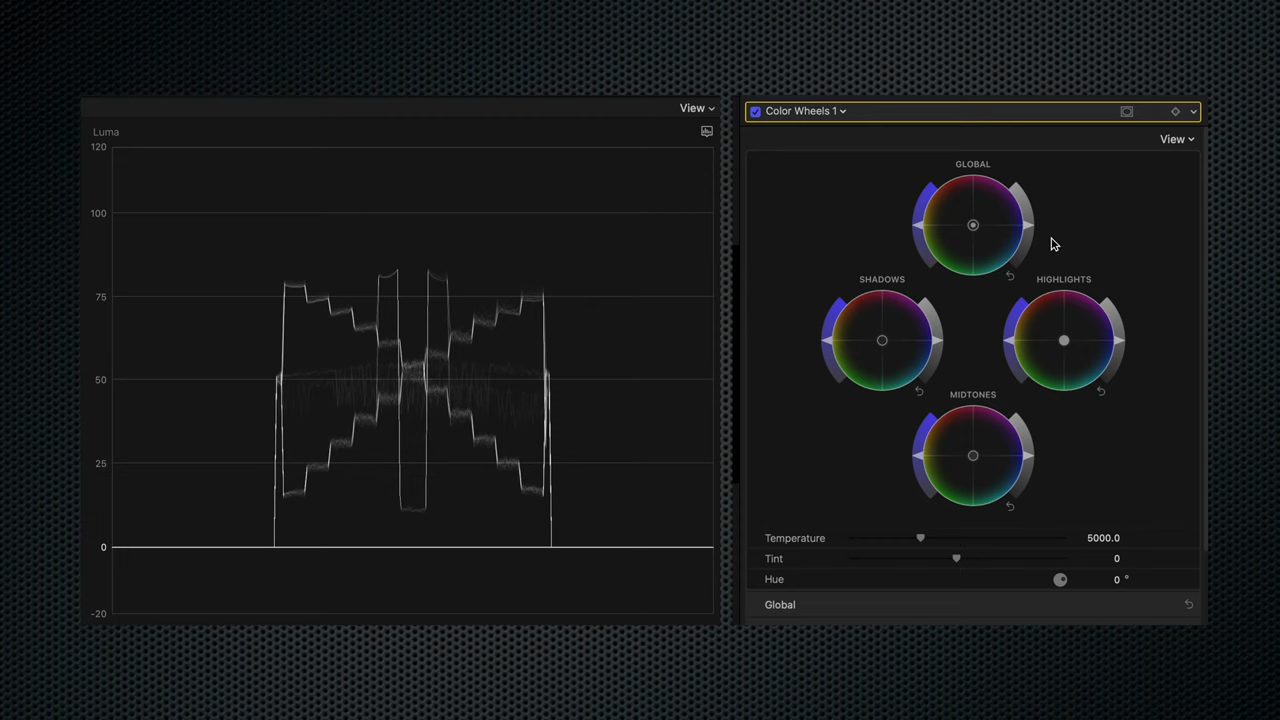 View
Luma
120
100
75
50
25
0
-20
Color Wheels 1
View
GLOBAL
SHADOWS
HIGHLIGHTS
MIDTONES
Temperature 5000.0
Tint 0
Hue 0 °
Global